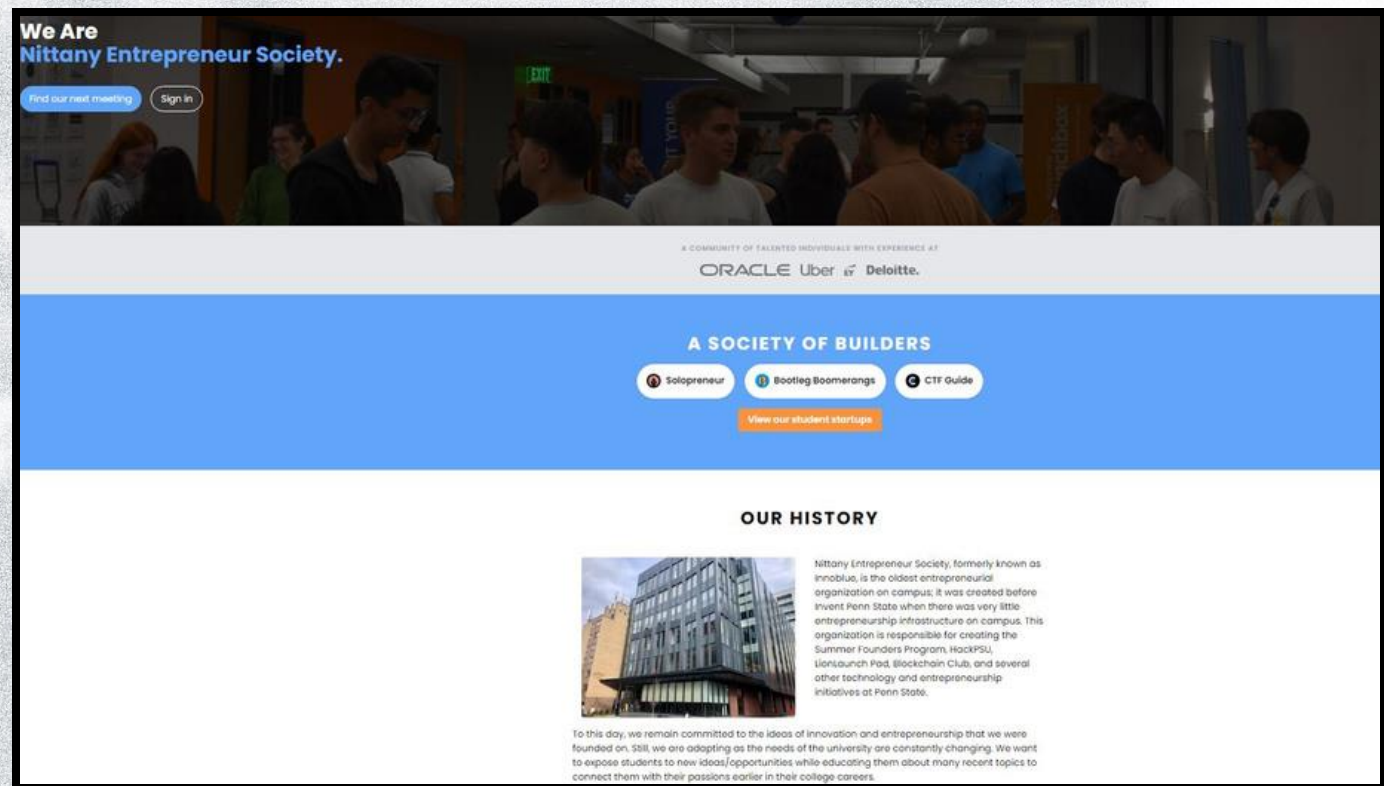 We Are
Nittany Entrepreneur Society.
Find our next meeting
Sign in
EXIT
A COMMUNITY OF TALENTED INDIVIDUALS WITH EXPERIENCE AT
ORACLE Uber EY Deloitte.
A SOCIETY OF BUILDERS
Solopreneur
Bootleg Boomerangs
CTF Guide
View our student startups
OUR HISTORY
Nittany Entrepreneur Society, formerly known as
Innoblue, is the oldest entrepreneurial
organization on campus; it was created before
Invent Penn State when there was very little
entrepreneurship infrastructure on campus. This
organization is responsible for creating the
Summer Founders Program, HackPSU,
LionLaunch Pad, Blockchain Club, and several
other technology and entrepreneurship
initiatives at Penn State.
To this day, we remain committed to the ideas of innovation and entrepreneurship that we were
founded on. Still, we are adapting as the needs of the university are constantly changing. We want
to expose students to new ideas/opportunities while educating them about many recent topics to
connect them with their passions earlier in their college careers.